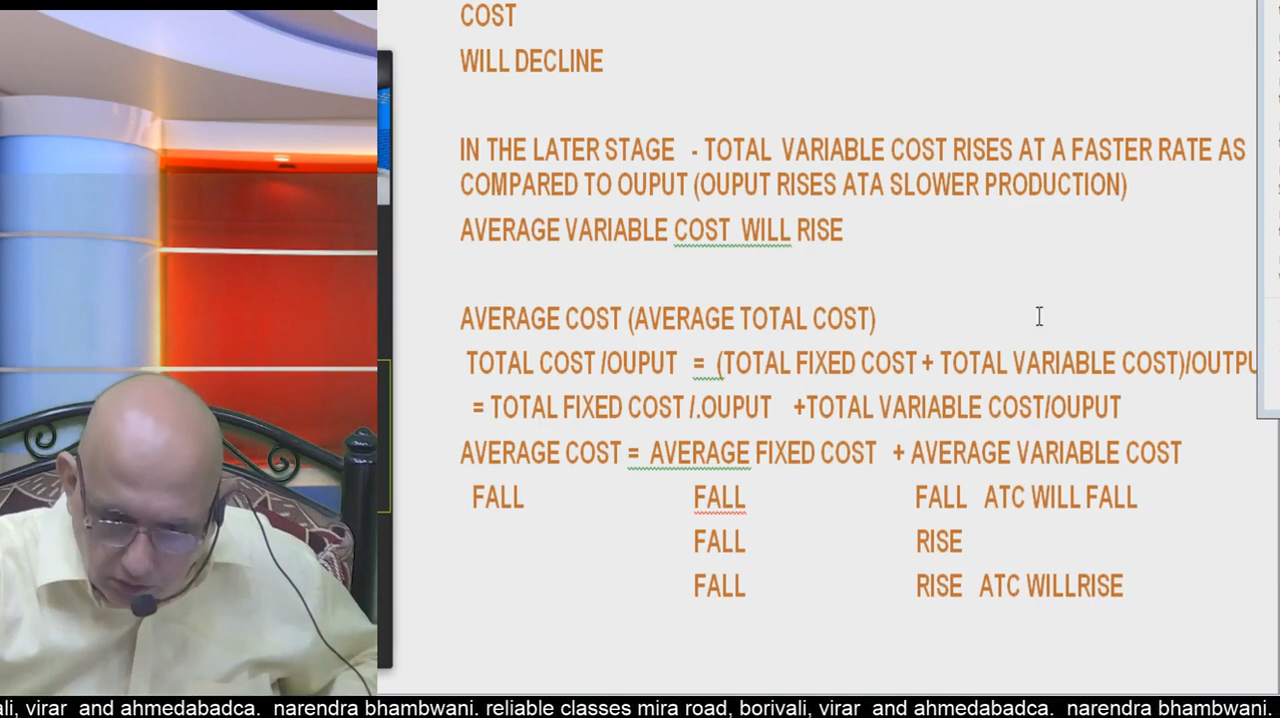 COST
WILL DECLINE
IN THE LATER STAGE - TOTAL VARIABLE COST RISES AT A FASTER RATE AS
COMPARED TO OUPUT (OUPUT RISES ATA SLOWER PRODUCTION)
AVERAGE VARIABLE COST WILL RISE
AVERAGE COST (AVERAGE TOTAL COST)
TOTAL COST /OUPUT = (TOTAL FIXED COST + TOTAL VARIABLE COST)/OUTPU
= TOTAL FIXED COST /.OUPUT +TOTAL VARIABLE COST/OUPUT
AVERAGE COST = AVERAGE FIXED COST + AVERAGE VARIABLE COST
FALL FALL FALL ATC WILL FALL
FALL RISE
FALL RISE ATC WILLRISE
ali, virar and ahmedabadca. narendra bhambwani. reliable classes mira road, borivali, virar and ahmedabadca. narendra bhambwani.